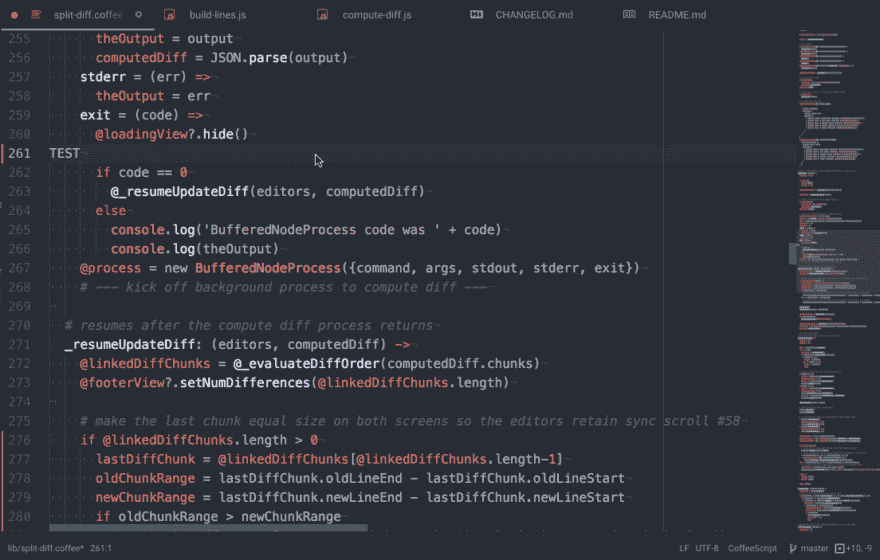 split-diff.coffee
build-lines.js
compute-diff.js
CHANGELOG.md
README.md
255 theOutput = output
256 computedDiff = JSON.parse(output)
257 stderr = (err) =>
258 theOutput = err
259 exit = (code) =>
260 @loadingView?.hide()
261 TEST
262 if code == 0
263 @_resumeUpdateDiff(editors, computedDiff)
264 else
265 console.log('BufferedNodeProcess code was ' + code)
266 console.log(theOutput)
267 @process = new BufferedNodeProcess({command, args, stdout, stderr, exit})
268 # --- kick off background process to compute diff ---
269
270 # resumes after the compute diff process returns
271 _resumeUpdateDiff: (editors, computedDiff) ->
272 @linkedDiffChunks = @_evaluateDiffOrder(computedDiff.chunks)
273 @footerView?.setNumDifferences(@linkedDiffChunks.length)
274
275 # make the last chunk equal size on both screens so the editors retain sync scroll #58
276 if @linkedDiffChunks.length > 0
277 lastDiffChunk = @linkedDiffChunks[@linkedDiffChunks.length-1]
278 oldChunkRange = lastDiffChunk.oldLineEnd - lastDiffChunk.oldLineStart
279 newChunkRange = lastDiffChunk.newLineEnd - lastDiffChunk.newLineStart
280 if oldChunkRange > newChunkRange
lib/split-diff.coffee* 261:1 LF UTF-8 CoffeeScript master +10, -9